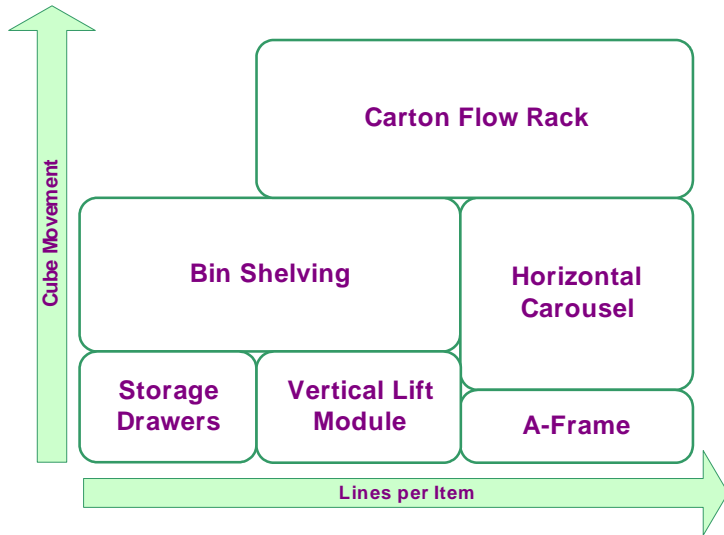 Carton Flow Rack
Cube Movement
Bin Shelving
Horizontal
Carousel
Storage
Drawers
Vertical Lift
Module
A-Frame
Lines per Item